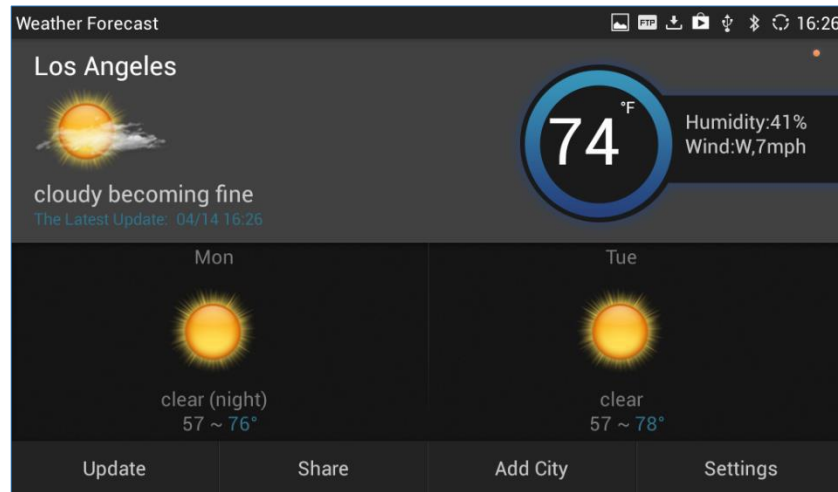 Weather Forecast
FTP
16:26
Los Angeles
74 °F
Humidity:41%
Wind:W,7mph
cloudy becoming fine
The Latest Update: 04/14 16:26
Mon
Tue
clear (night)
57 ~ 76°
clear
57 ~ 78°
Update
Share
Add City
Settings